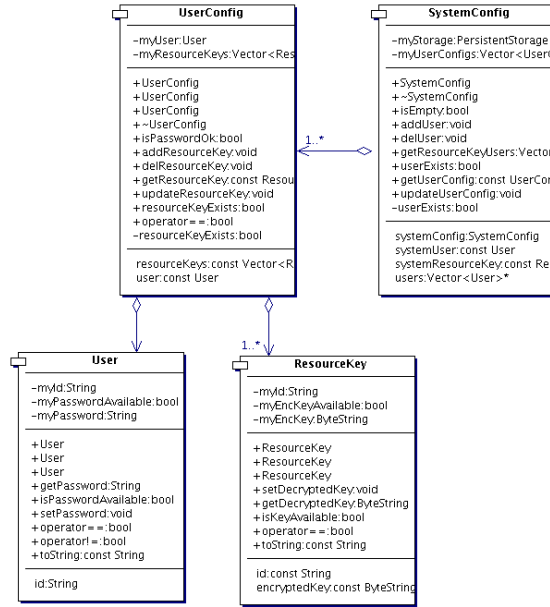 UserConfig
-myUser:User
-myResourceKeys:Vector<Res
+UserConfig
+UserConfig
+UserConfig
+~UserConfig
+isPasswordOk:bool
+addResourceKey:void
+delResourceKey:void
+getResourceKey:const Resou
+updateResourceKey:void
+resourceKeyExists:bool
+operator==:bool
-resourceKeyExists:bool
resourceKeys:const Vector<R
user:const User
1..*
SystemConfig
-myStorage:PersistentStorage
-myUserConfigs:Vector<UserC
+SystemConfig
+~SystemConfig
+isEmpty:bool
+addUser:void
+delUser:void
+getResourceKeyUsers:Vector
+userExists:bool
+getUserConfig:const UserConf
+updateUserConfig:void
-userExists:bool
systemConfig:SystemConfig
systemUser:const User
systemResourceKey:const Re
users:Vector<User>*
1..*
User
-myId:String
-myPasswordAvailable:bool
-myPassword:String
+User
+User
+User
+getPassword:String
+isPasswordAvailable:bool
+setPassword:void
+operator==:bool
+operator!=:bool
+toString:const String
id:String
ResourceKey
-myId:String
-myEncKeyAvailable:bool
-myEncKey:ByteString
+ResourceKey
+ResourceKey
+ResourceKey
+setDecryptedKey:void
+getDecryptedKey:ByteString
+isKeyAvailable:bool
+operator==:bool
+toString:const String
id:const String
encryptedKey:const ByteString